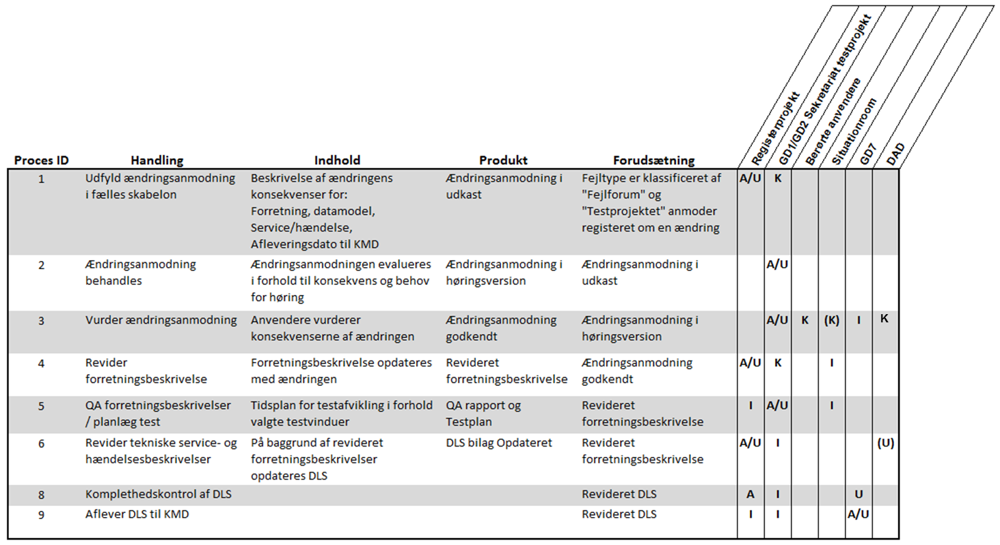 Registerprojekt
GD1/GD2 Sekretariat testprojekt
Berørte anvendere
Situationroom
GD7
DAD
Proces ID Handling Indhold Produkt Forudsætning
1 Udfyld ændringsanmodning Beskrivelse af ændringens Ændringsanmodning i Fejltype er klassificeret af A/U K
i fælles skabelon konsekvenser for: udkast "Fejlforum" og
Forretning, datamodel, "Testprojektet" anmoder
Service/hændelse, registeret om en ændring
Afleveringsdato til KMD
2 Ændringsanmodning Ændringsanmodningen evalueres Ændringsanmodning i Ændringsanmodning i A/U
behandles i forhold til konsekvens og behov høringsversion udkast
for høring
3 Vurder ændringsanmodning Anvendere vurderer Ændringsanmodning Ændringsanmodning i A/U K (K) I K
konsekvenserne af ændringen godkendt høringsversion
4 Revider Forretningsbeskrivelse opdateres Revideret Ændringsanmodning A/U K I
forretningsbeskrivelse med ændringen forretningsbeskrivelse godkendt
5 QA forretningsbeskrivelser Tidsplan for testafvikling i forhold QA rapport og Revideret I A/U I
/ planlæg test valgte testvinduer Testplan forretningsbeskrivelse
6 Revider tekniske service- og På baggrund af revideret DLS bilag Opdateret Revideret A/U I (U)
hændelsesbeskrivelser forretningsbeskrivelser forretningsbeskrivelse
opdateres DLS
8 Komplethedskontrol af DLS Revideret DLS A I U
9 Aflever DLS til KMD Revideret DLS I I A/U